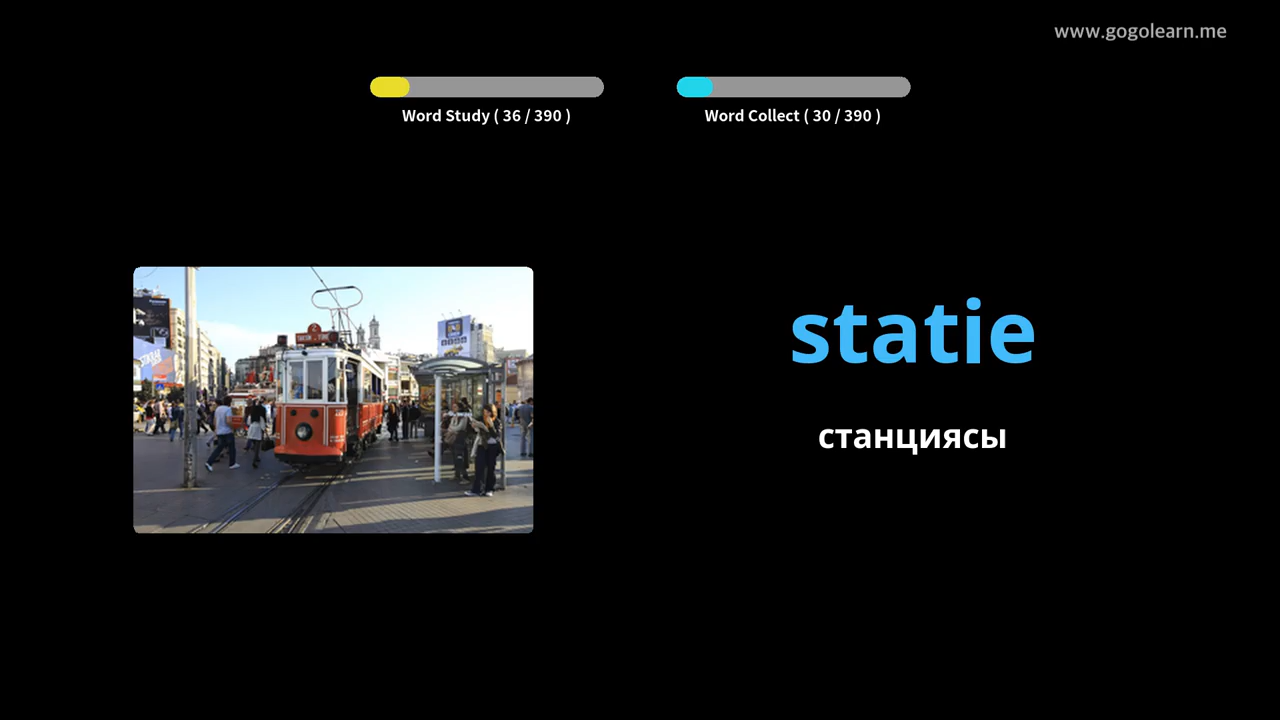 www.gogolearn.me
Word Study ( 36 / 390 )
Word Collect ( 30 / 390 )
statie
станциясы